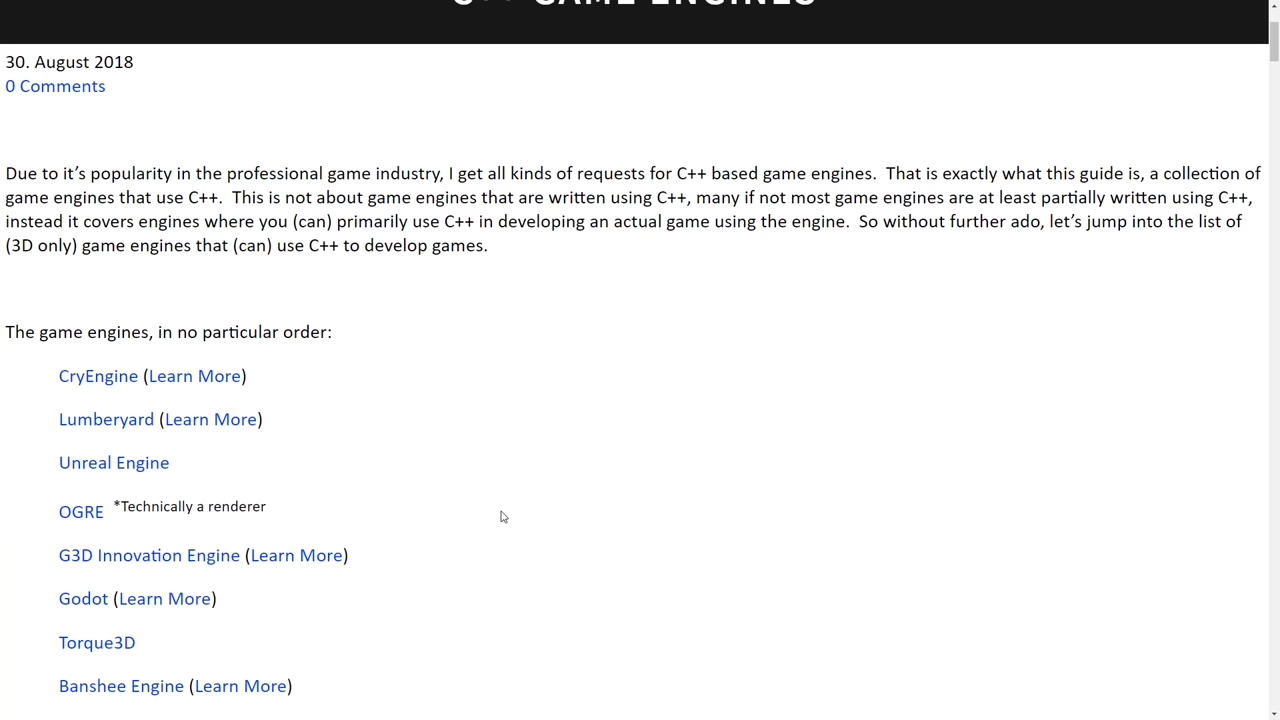 C++ GAME ENGINES
30. August 2018
0 Comments
Due to it's popularity in the professional game industry, I get all kinds of requests for C++ based game engines.  That is exactly what this guide is, a collection of
game engines that use C++.  This is not about game engines that are written using C++, many if not most game engines are at least partially written using C++,
instead it covers engines where you (can) primarily use C++ in developing an actual game using the engine.  So without further ado, let's jump into the list of
(3D only) game engines that (can) use C++ to develop games.
The game engines, in no particular order:
CryEngine (Learn More)
Lumberyard (Learn More)
Unreal Engine
OGRE *Technically a renderer
G3D Innovation Engine (Learn More)
Godot (Learn More)
Torque3D
Banshee Engine (Learn More)